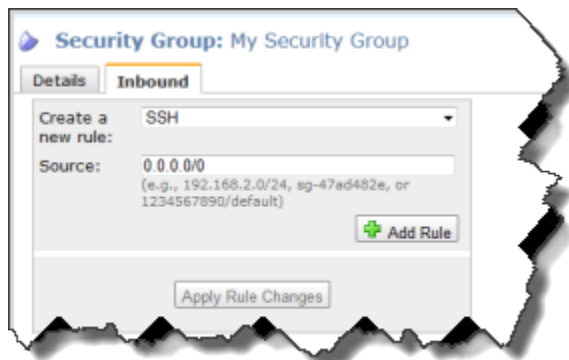 Security Group: My Security Group
Details Inbound
Create a new rule: SSH
Source: 0.0.0.0/0
(e.g., 192.168.2.0/24, sg-47ad482e, or
1234567890/default)
Add Rule
Apply Rule Changes